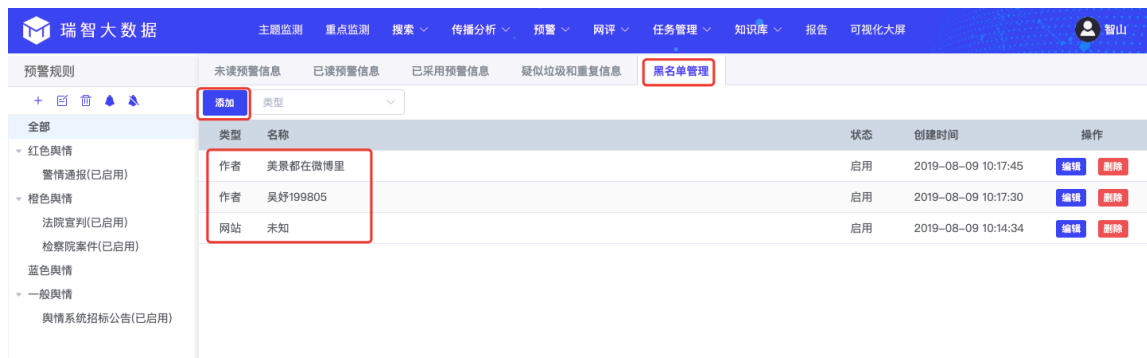 瑞智大数据 主题监测 重点监测 搜索 传播分析 预警 网评 任务管理 知识库 报告 可视化大屏 智山
预警规则 未读预警信息 已读预警信息 已采用预警信息 疑似垃圾和重复信息 黑名单管理
添加 类型
全部
类型 名称 状态 创建时间 操作
红色舆情
作者 美景都在微博里 启用 2019-08-09 10:17:45 编辑 删除
警情通报(已启用)
橙色舆情
作者 吴妤199805 启用 2019-08-09 10:17:30 编辑 删除
法院宣判(已启用)
网站 未知 启用 2019-08-09 10:14:34 编辑 删除
检察院案件(已启用)
蓝色舆情
一般舆情
舆情系统招标公告(已启用)